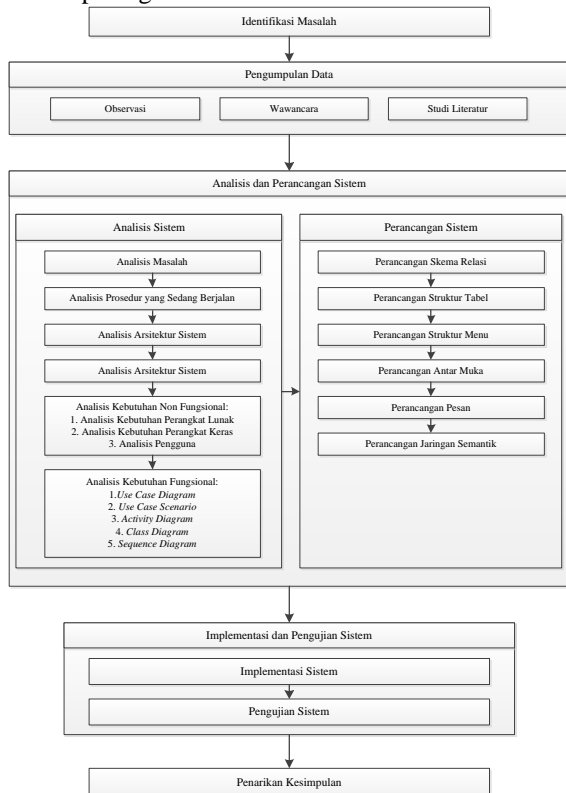 Identifikasi Masalah
Pengumpulan Data
Observasi
Wawancara
Studi Literatur
Analisis dan Perancangan Sistem
Analisis Sistem
Analisis Masalah
Analisis Prosedur yang Sedang Berjalan
Analisis Arsitektur Sistem
Analisis Arsitektur Sistem
Analisis Kebutuhan Non Fungsional:
1. Analisis Kebutuhan Perangkat Lunak
2. Analisis Kebutuhan Perangkat Keras
3. Analisis Pengguna
Analisis Kebutuhan Fungsional:
1.Use Case Diagram
2. Use Case Scenario
3. Activity Diagram
4. Class Diagram
5. Sequence Diagram
Perancangan Sistem
Perancangan Skema Relasi
Perancangan Struktur Tabel
Perancangan Struktur Menu
Perancangan Antar Muka
Perancangan Pesan
Perancangan Jaringan Semantik
Implementasi dan Pengujian Sistem
Implementasi Sistem
Pengujian Sistem
Penarikan Kesimpulan